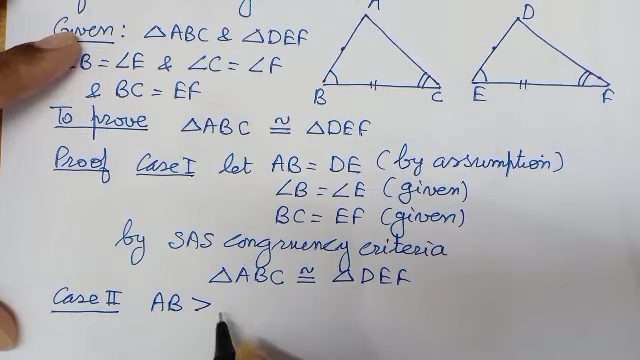 A
D
Given: △ABC & △DEF
∠B = ∠E & ∠C = ∠F
& BC = EF
B C E F
To prove △ABC ≅ △DEF
Proof Case I let AB = DE (by assumption)
∠B = ∠E (given)
BC = EF (given)
by SAS congruency criteria
△ABC ≅ △DEF
Case II AB >